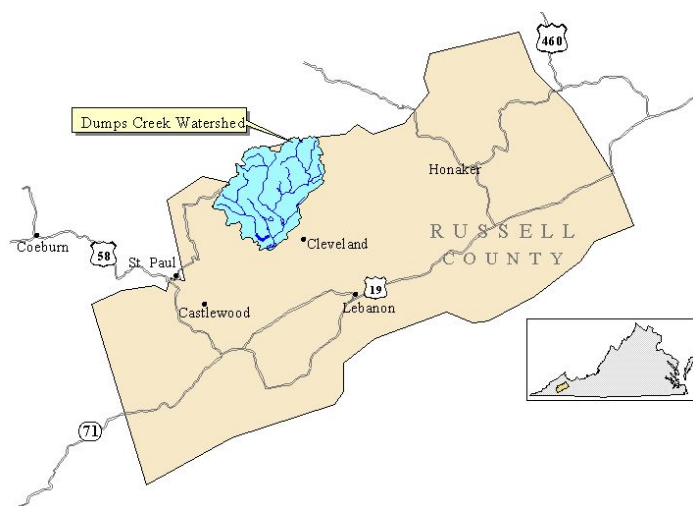 460
Dumps Creek Watershed
Honaker
RUSSELL
COUNTY
Coeburn
58
St. Paul
Cleveland
19
Castlewood
Lebanon
71